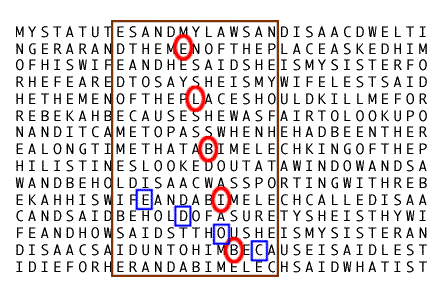 MYSTATUTESANDMYLAWSANDISAACDWELTI
NGERARANDTHEMENOFTHEPLACEASKEDHIM
OFHISWIFEANDHESAIDSHEISMYSISTERFO
RHEFEAREDTOSAYSHEISMYWIFELESTSAID
HETHEMENOFTHEPLACESHOULDKILLMEFOR
REBEKAHBECAUSESHEWASFAIRTOLOOKUPO
NANDITCAMETOPASSWHENHEHADBEENTHER
EALONGTIMETHATABIMELECHKINGOFTHEP
HILISTINESLOOKEDOUTATAWINDOWANDSA
WANDBEHOLDISAACWASSPORTINGWITHREB
EKAHHISWIFEANDABIMELECHCALLEDISAA
CANDSAIDBEHOLDOFASURETYSHEISTHYWI
FEANDHOWSAIDSTTHOUSHEISMYSISTERAN
DISAACSAIDUNTOHIMBECAUSEISAIDLEST
IDIEFORHERANDABIMELECHSAIDWHATIST